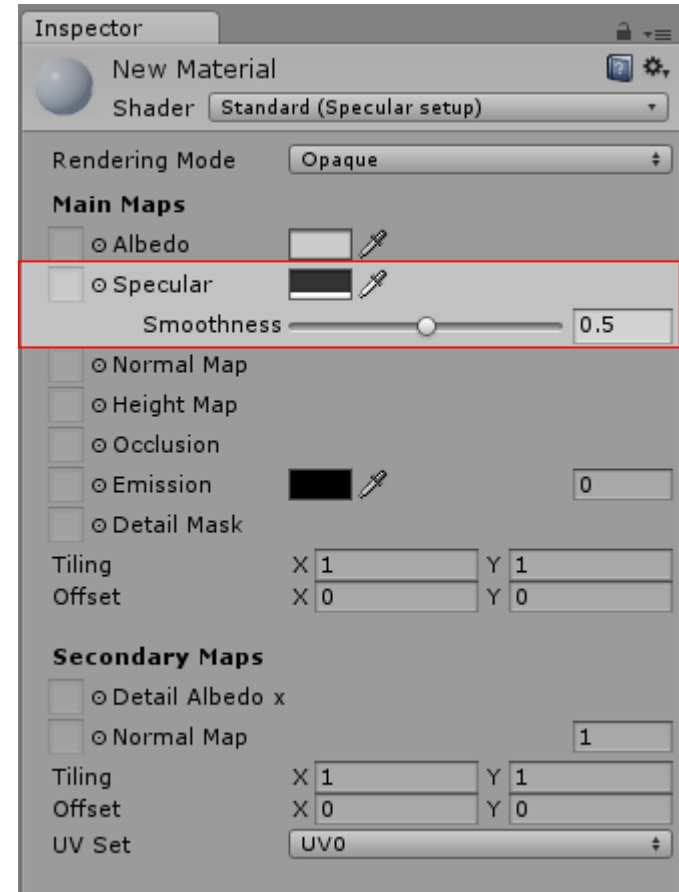 Inspector
New Material
Shader Standard (Specular setup)
Rendering Mode Opaque
Main Maps
Albedo
Specular
Smoothness 0.5
Normal Map
Height Map
Occlusion
Emission 0
Detail Mask
Tiling X 1 Y 1
Offset X 0 Y 0
Secondary Maps
Detail Albedo x
Normal Map 1
Tiling X 1 Y 1
Offset X 0 Y 0
UV Set UV0